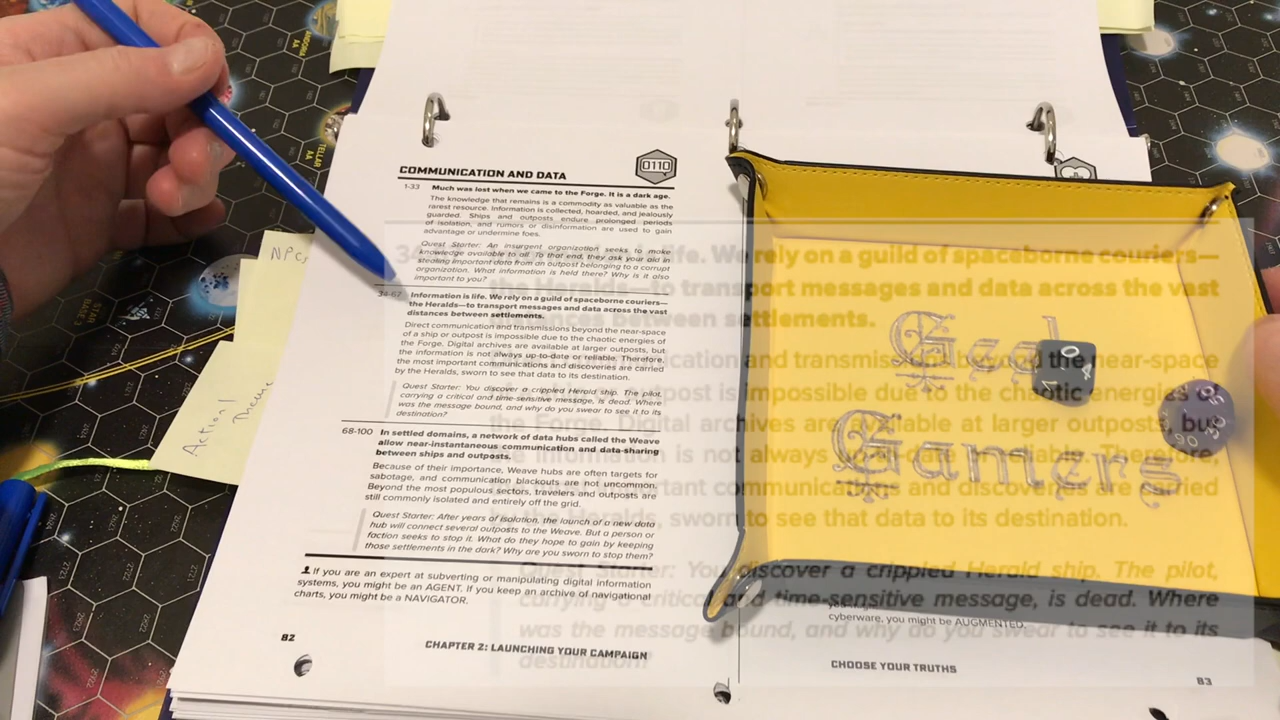 COMMUNICATION AND DATA
0110
1-33 Much was lost when we came to the Forge. It is a dark age.
The knowledge that remains is a commodity as valuable as the
rarest resource. Information is collected, hoarded, and jealously
guarded. Ships and outposts endure prolonged periods
of isolation, and rumors or disinformation are used to gain
advantage or undermine foes.
Quest Starter: An insurgent organization seeks to make
knowledge available to all. To that end, they ask your aid in
stealing important data from an outpost belonging to a corrupt
organization. What information is held there? Why is it also
important to you?
34-67 Information is life. We rely on a guild of spaceborne couriers—
the Heralds—to transport messages and data across the vast
distances between settlements.
Direct communication and transmissions beyond the near-space
of a ship or outpost is impossible due to the chaotic energies of
the Forge. Digital archives are available at larger outposts, but
the information is not always up-to-date or reliable. Therefore,
the most important communications and discoveries are carried
by the Heralds, sworn to see that data to its destination.
Quest Starter: You discover a crippled Herald ship. The pilot,
carrying a critical and time-sensitive message, is dead. Where
was the message bound, and why do you swear to see it to its
destination?
68-100 In settled domains, a network of data hubs called the Weave
allow near-instantaneous communication and data-sharing
between ships and outposts.
Because of their importance, Weave hubs are often targets for
sabotage, and communication blackouts are not uncommon.
Beyond the most populous sectors, travelers and outposts are
still commonly isolated and entirely off the grid.
Quest Starter: After years of isolation, the launch of a new data
hub will connect several outposts to the Weave. But a person or
faction seeks to stop it. What do they hope to gain by keeping
those settlements in the dark? Why are you sworn to stop them?
If you are an expert at subverting or manipulating digital information
systems, you might be an AGENT. If you keep an archive of navigational
charts, you might be a NAVIGATOR.
82
CHAPTER 2: LAUNCHING YOUR CAMPAIGN
cyberware, you might be AUGMENTED.
CHOOSE YOUR TRUTHS
83
life. We rely on a guild of spaceborne couriers—
the Heralds—to transport messages and data across the vast
distances between settlements.
communication and transmissions beyond the near-space
outpost is impossible due to the chaotic energies of
the Forge. Digital archives are available at larger outposts, but
the information is not always up-to-date or reliable. Therefore,
important communications and discoveries are carried
by the Heralds, sworn to see that data to its destination.
Quest Starter: You discover a crippled Herald ship. The pilot,
carrying a critical and time-sensitive message, is dead. Where
was the message bound, and why do you swear to see it to its
destination?
Gamers
NPCs
Action/
Theme
STAR
BASE 2
ANDORIA
AA
TELLAR
AA